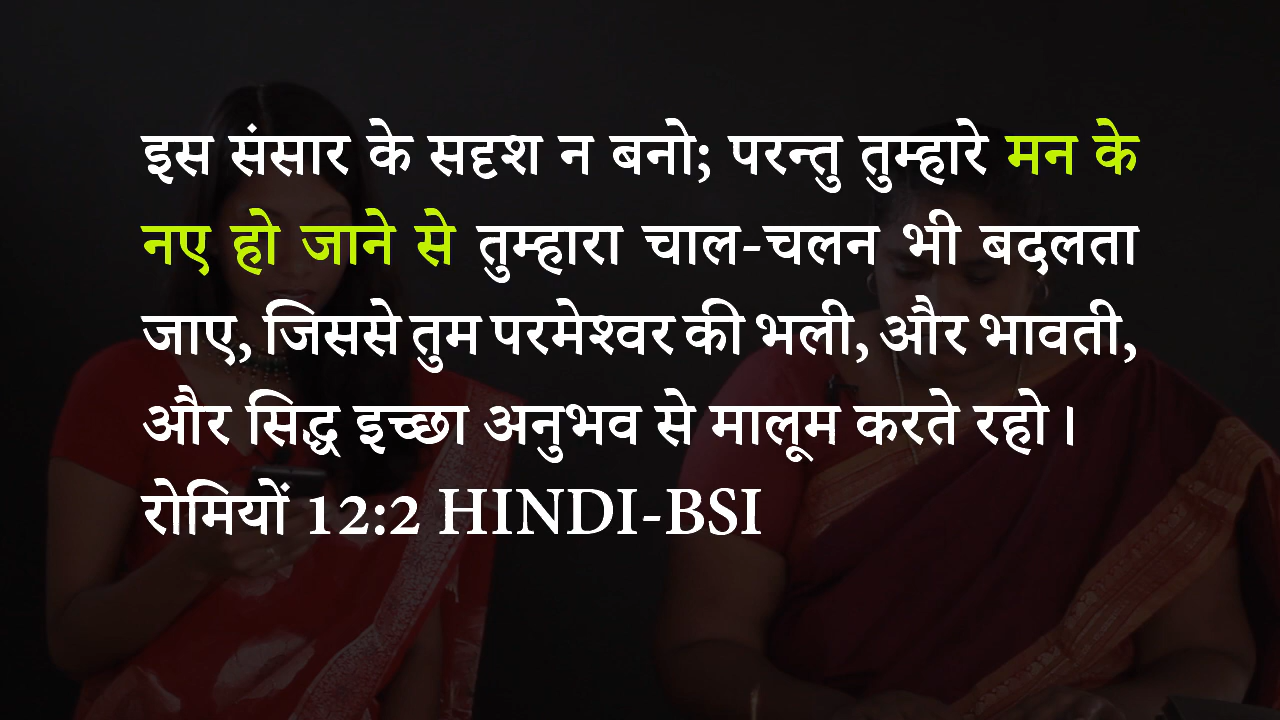 इस संसार के सदृश न बनो; परन्तु तुम्हारे मन के
नए हो जाने से तुम्हारा चाल-चलन भी बदलता
जाए, जिससे तुम परमेश्वर की भली, और भावती,
और सिद्ध इच्छा अनुभव से मालूम करते रहो।
रोमियों 12:2 HINDI-BSI